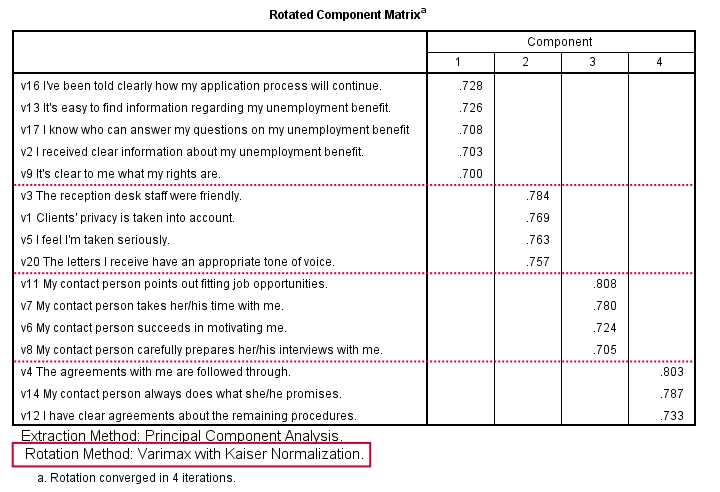 Rotated Component Matrixa
Component
1 2 3 4
v16 I've been told clearly how my application process will continue. .728
v13 It's easy to find information regarding my unemployment benefit. .726
v17 I know who can answer my questions on my unemployment benefit .708
v2 I received clear information about my unemployment benefit. .703
v9 It's clear to me what my rights are. .700
v3 The reception desk staff were friendly. .784
v1 Clients' privacy is taken into account. .769
v5 I feel I'm taken seriously. .763
v20 The letters I receive have an appropriate tone of voice. .757
v11 My contact person points out fitting job opportunities. .808
v7 My contact person takes her/his time with me. .780
v6 My contact person succeeds in motivating me. .724
v8 My contact person carefully prepares her/his interviews with me. .705
v4 The agreements with me are followed through. .803
v14 My contact person always does what she/he promises. .787
v12 I have clear agreements about the remaining procedures. .733
Extraction Method: Principal Component Analysis.
Rotation Method: Varimax with Kaiser Normalization.
a. Rotation converged in 4 iterations.